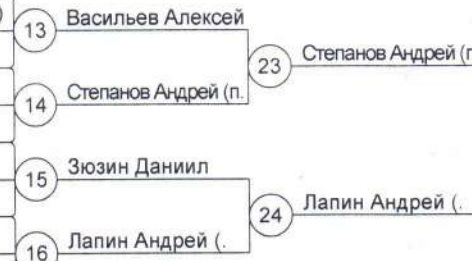 13 Васильев Алексей
23 Степанов Андрей (п
14 Степанов Андрей (п.
15 Зюзин Даниил
24 Лапин Андрей (.
16 Лапин Андрей (.